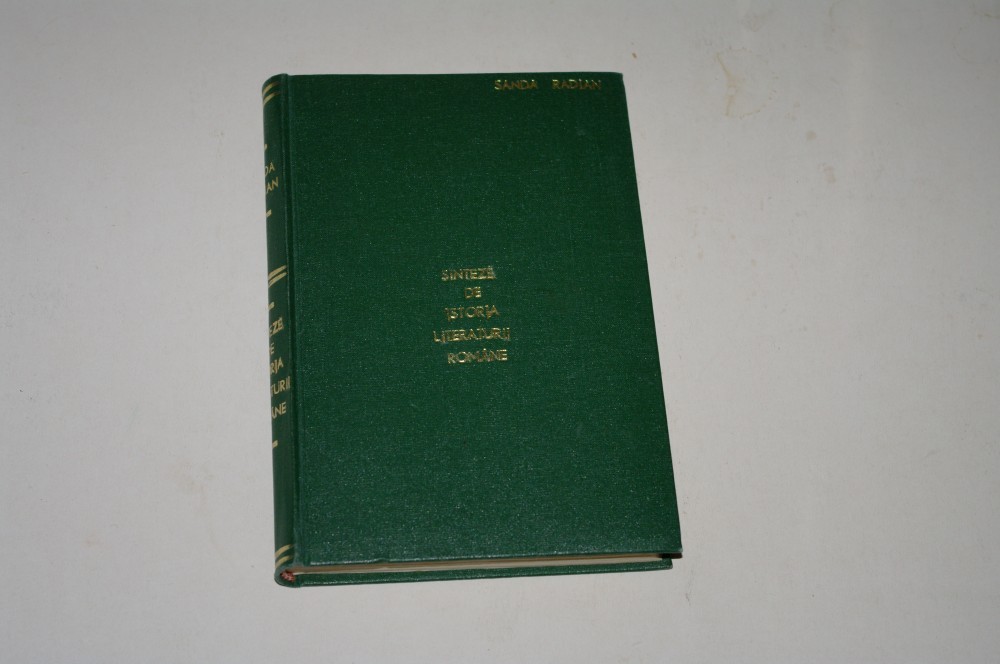 SANDA RADIAN
SINTEZE
DE
ISTORIA
LITERATURII
ROMÂNE